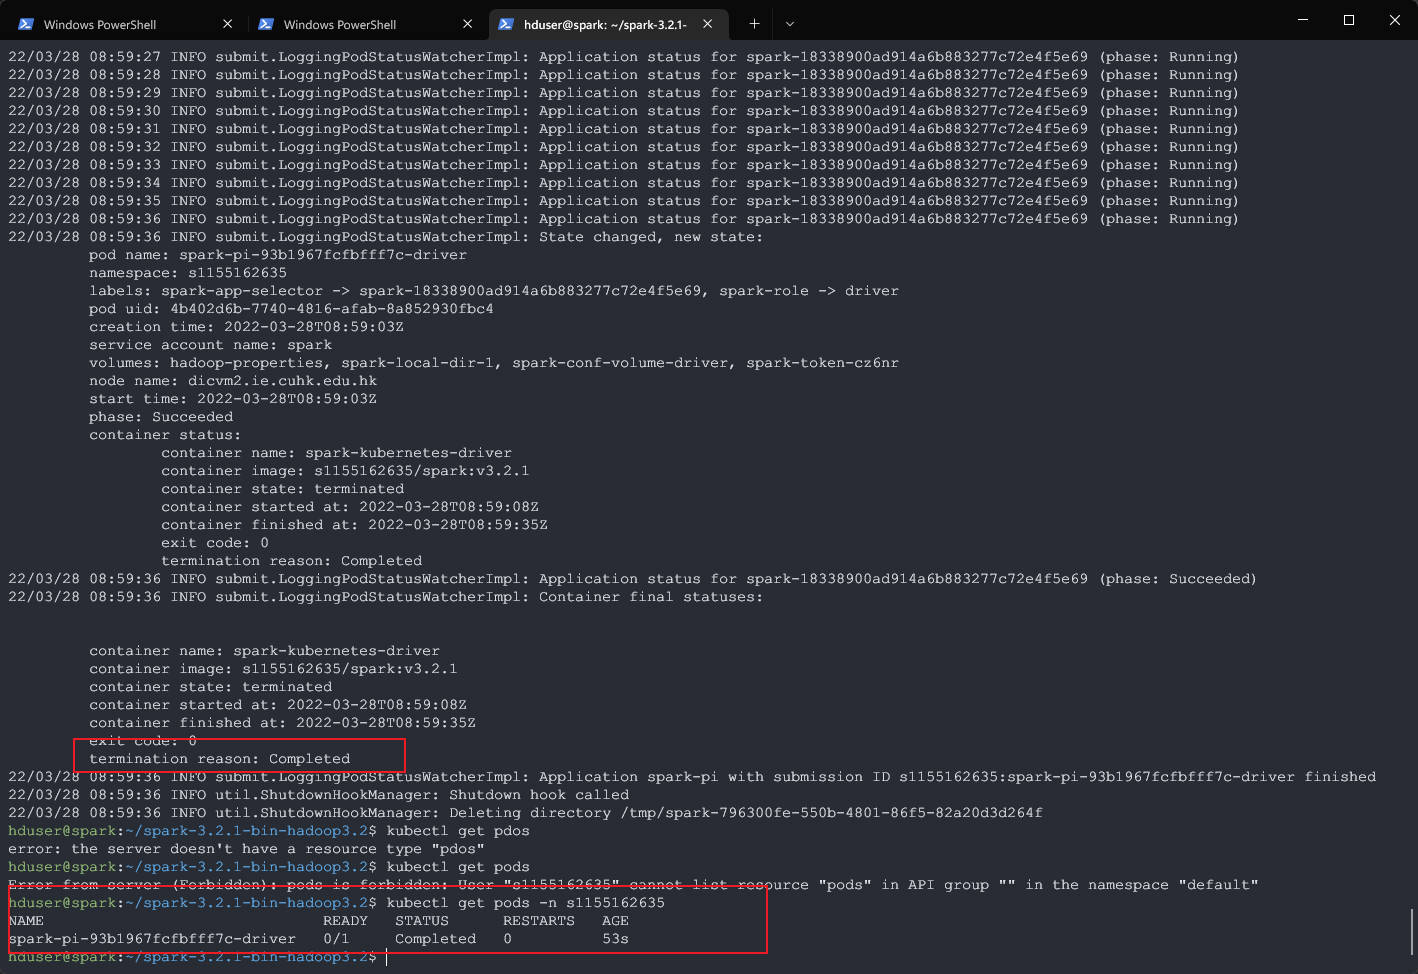 Windows PowerShell
Windows PowerShell
hduser@spark: ~/spark-3.2.1-
22/03/28 08:59:27 INFO submit.LoggingPodStatusWatcherImpl: Application status for spark-18338900ad914a6b883277c72e4f5e69 (phase: Running)
22/03/28 08:59:28 INFO submit.LoggingPodStatusWatcherImpl: Application status for spark-18338900ad914a6b883277c72e4f5e69 (phase: Running)
22/03/28 08:59:29 INFO submit.LoggingPodStatusWatcherImpl: Application status for spark-18338900ad914a6b883277c72e4f5e69 (phase: Running)
22/03/28 08:59:30 INFO submit.LoggingPodStatusWatcherImpl: Application status for spark-18338900ad914a6b883277c72e4f5e69 (phase: Running)
22/03/28 08:59:31 INFO submit.LoggingPodStatusWatcherImpl: Application status for spark-18338900ad914a6b883277c72e4f5e69 (phase: Running)
22/03/28 08:59:32 INFO submit.LoggingPodStatusWatcherImpl: Application status for spark-18338900ad914a6b883277c72e4f5e69 (phase: Running)
22/03/28 08:59:33 INFO submit.LoggingPodStatusWatcherImpl: Application status for spark-18338900ad914a6b883277c72e4f5e69 (phase: Running)
22/03/28 08:59:34 INFO submit.LoggingPodStatusWatcherImpl: Application status for spark-18338900ad914a6b883277c72e4f5e69 (phase: Running)
22/03/28 08:59:35 INFO submit.LoggingPodStatusWatcherImpl: Application status for spark-18338900ad914a6b883277c72e4f5e69 (phase: Running)
22/03/28 08:59:36 INFO submit.LoggingPodStatusWatcherImpl: Application status for spark-18338900ad914a6b883277c72e4f5e69 (phase: Running)
22/03/28 08:59:36 INFO submit.LoggingPodStatusWatcherImpl: State changed, new state:
pod name: spark-pi-93b1967fcfbfff7c-driver
namespace: s1155162635
labels: spark-app-selector -> spark-18338900ad914a6b883277c72e4f5e69, spark-role -> driver
pod uid: 4b402d6b-7740-4816-afab-8a852930fbc4
creation time: 2022-03-28T08:59:03Z
service account name: spark
volumes: hadoop-properties, spark-local-dir-1, spark-conf-volume-driver, spark-token-cz6nr
node name: dicvm2.ie.cuhk.edu.hk
start time: 2022-03-28T08:59:03Z
phase: Succeeded
container status:
container name: spark-kubernetes-driver
container image: s1155162635/spark:v3.2.1
container state: terminated
container started at: 2022-03-28T08:59:08Z
container finished at: 2022-03-28T08:59:35Z
exit code: 0
termination reason: Completed
22/03/28 08:59:36 INFO submit.LoggingPodStatusWatcherImpl: Application status for spark-18338900ad914a6b883277c72e4f5e69 (phase: Succeeded)
22/03/28 08:59:36 INFO submit.LoggingPodStatusWatcherImpl: Container final statuses:
container name: spark-kubernetes-driver
container image: s1155162635/spark:v3.2.1
container state: terminated
container started at: 2022-03-28T08:59:08Z
container finished at: 2022-03-28T08:59:35Z
exit code: 0
termination reason: Completed
22/03/28 08:59:36 INFO submit.LoggingPodStatusWatcherImpl: Application spark-pi with submission ID s1155162635:spark-pi-93b1967fcfbfff7c-driver finished
22/03/28 08:59:36 INFO util.ShutdownHookManager: Shutdown hook called
22/03/28 08:59:36 INFO util.ShutdownHookManager: Deleting directory /tmp/spark-796300fe-550b-4801-86f5-82a20d3d264f
hduser@spark:~/spark-3.2.1-bin-hadoop3.2$ kubectl get pdos
error: the server doesn't have a resource type "pdos"
hduser@spark:~/spark-3.2.1-bin-hadoop3.2$ kubectl get pods
Error from server (Forbidden): pods is forbidden: User "s1155162635" cannot list resource "pods" in API group "" in the namespace "default"
hduser@spark:~/spark-3.2.1-bin-hadoop3.2$ kubectl get pods -n s1155162635
NAME READY STATUS RESTARTS AGE
spark-pi-93b1967fcfbfff7c-driver 0/1 Completed 0 53s
hduser@spark:~/spark-3.2.1-bin-hadoop3.2$